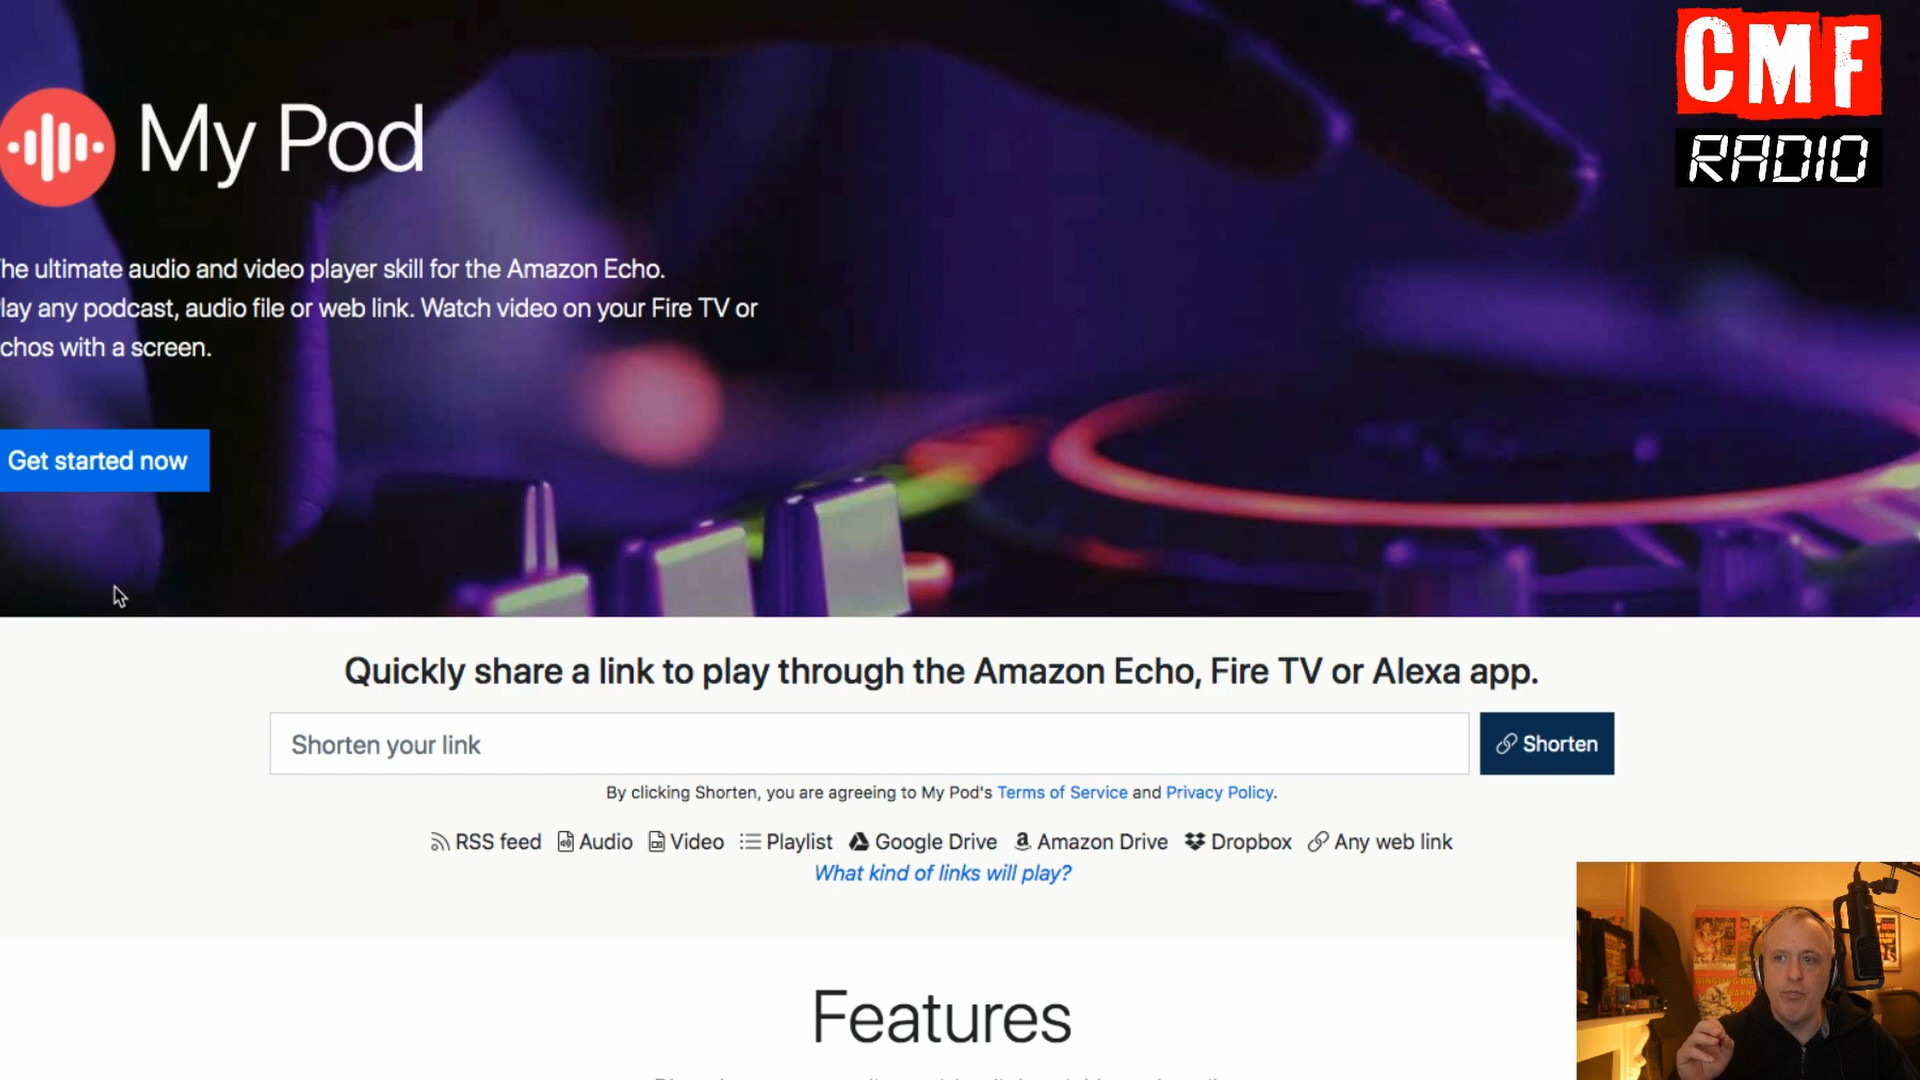 CMF
RADIO
My Pod
he ultimate audio and video player skill for the Amazon Echo.
lay any podcast, audio file or web link. Watch video on your Fire TV or
chos with a screen.
Get started now
Quickly share a link to play through the Amazon Echo, Fire TV or Alexa app.
Shorten your link
Shorten
By clicking Shorten, you are agreeing to My Pod's Terms of Service and Privacy Policy.
RSS feed Audio Video Playlist Google Drive Amazon Drive Dropbox Any web link
What kind of links will play?
Features